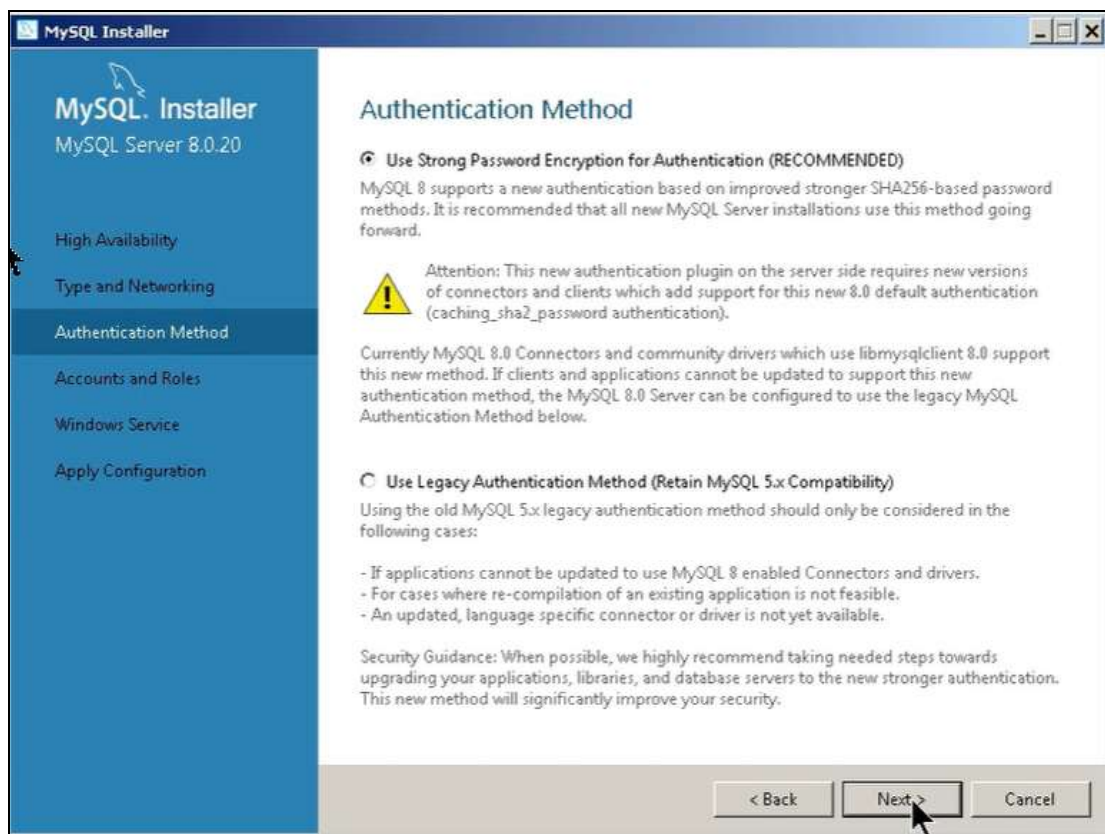 MySQL Installer
MySQL. Installer
MySQL Server 8.0.20
High Availability
Type and Networking
Authentication Method
Accounts and Roles
Windows Service
Apply Configuration
Authentication Method
Use Strong Password Encryption for Authentication (RECOMMENDED)
MySQL 8 supports a new authentication based on improved stronger SHA256-based password
methods. It is recommended that all new MySQL Server installations use this method going
forward.
Attention: This new authentication plugin on the server side requires new versions
of connectors and clients which add support for this new 8.0 default authentication
(caching_sha2_password authentication).
Currently MySQL 8.0 Connectors and community drivers which use libmysqlclient 8.0 support
this new method. If clients and applications cannot be updated to support this new
authentication method, the MySQL 8.0 Server can be configured to use the legacy MySQL
Authentication Method below.
Use Legacy Authentication Method (Retain MySQL 5.x Compatibility)
Using the old MySQL 5.x legacy authentication method should only be considered in the
following cases:
- If applications cannot be updated to use MySQL 8 enabled Connectors and drivers.
- For cases where re-compilation of an existing application is not feasible.
- An updated, language specific connector or driver is not yet available.
Security Guidance: When possible, we highly recommend taking needed steps towards
upgrading your applications, libraries, and database servers to the new stronger authentication.
This new method will significantly improve your security.
< Back
Next >
Cancel